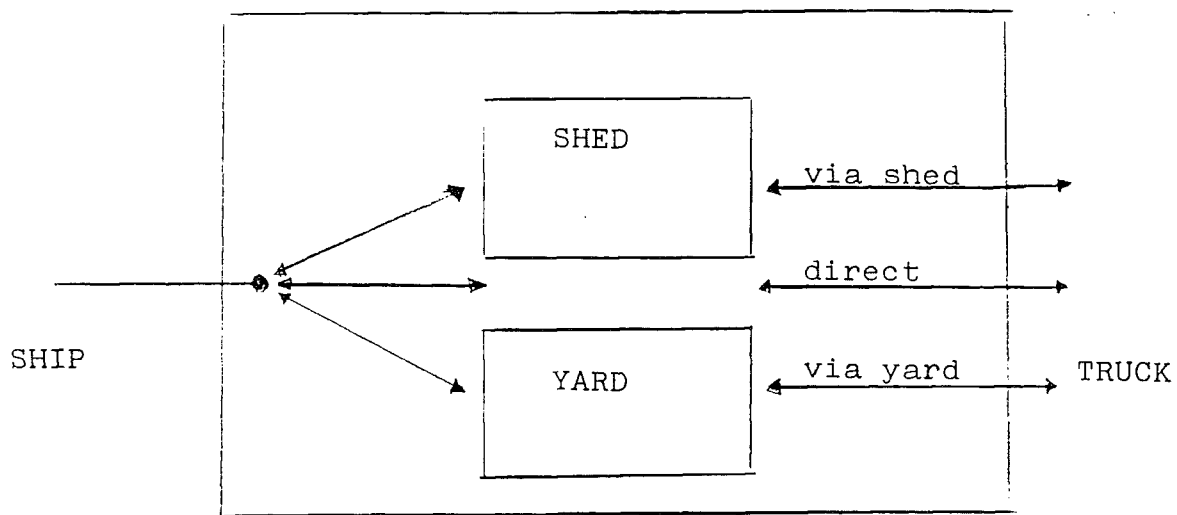 SHED
via shed
direct
SHIP
YARD
via yard
TRUCK